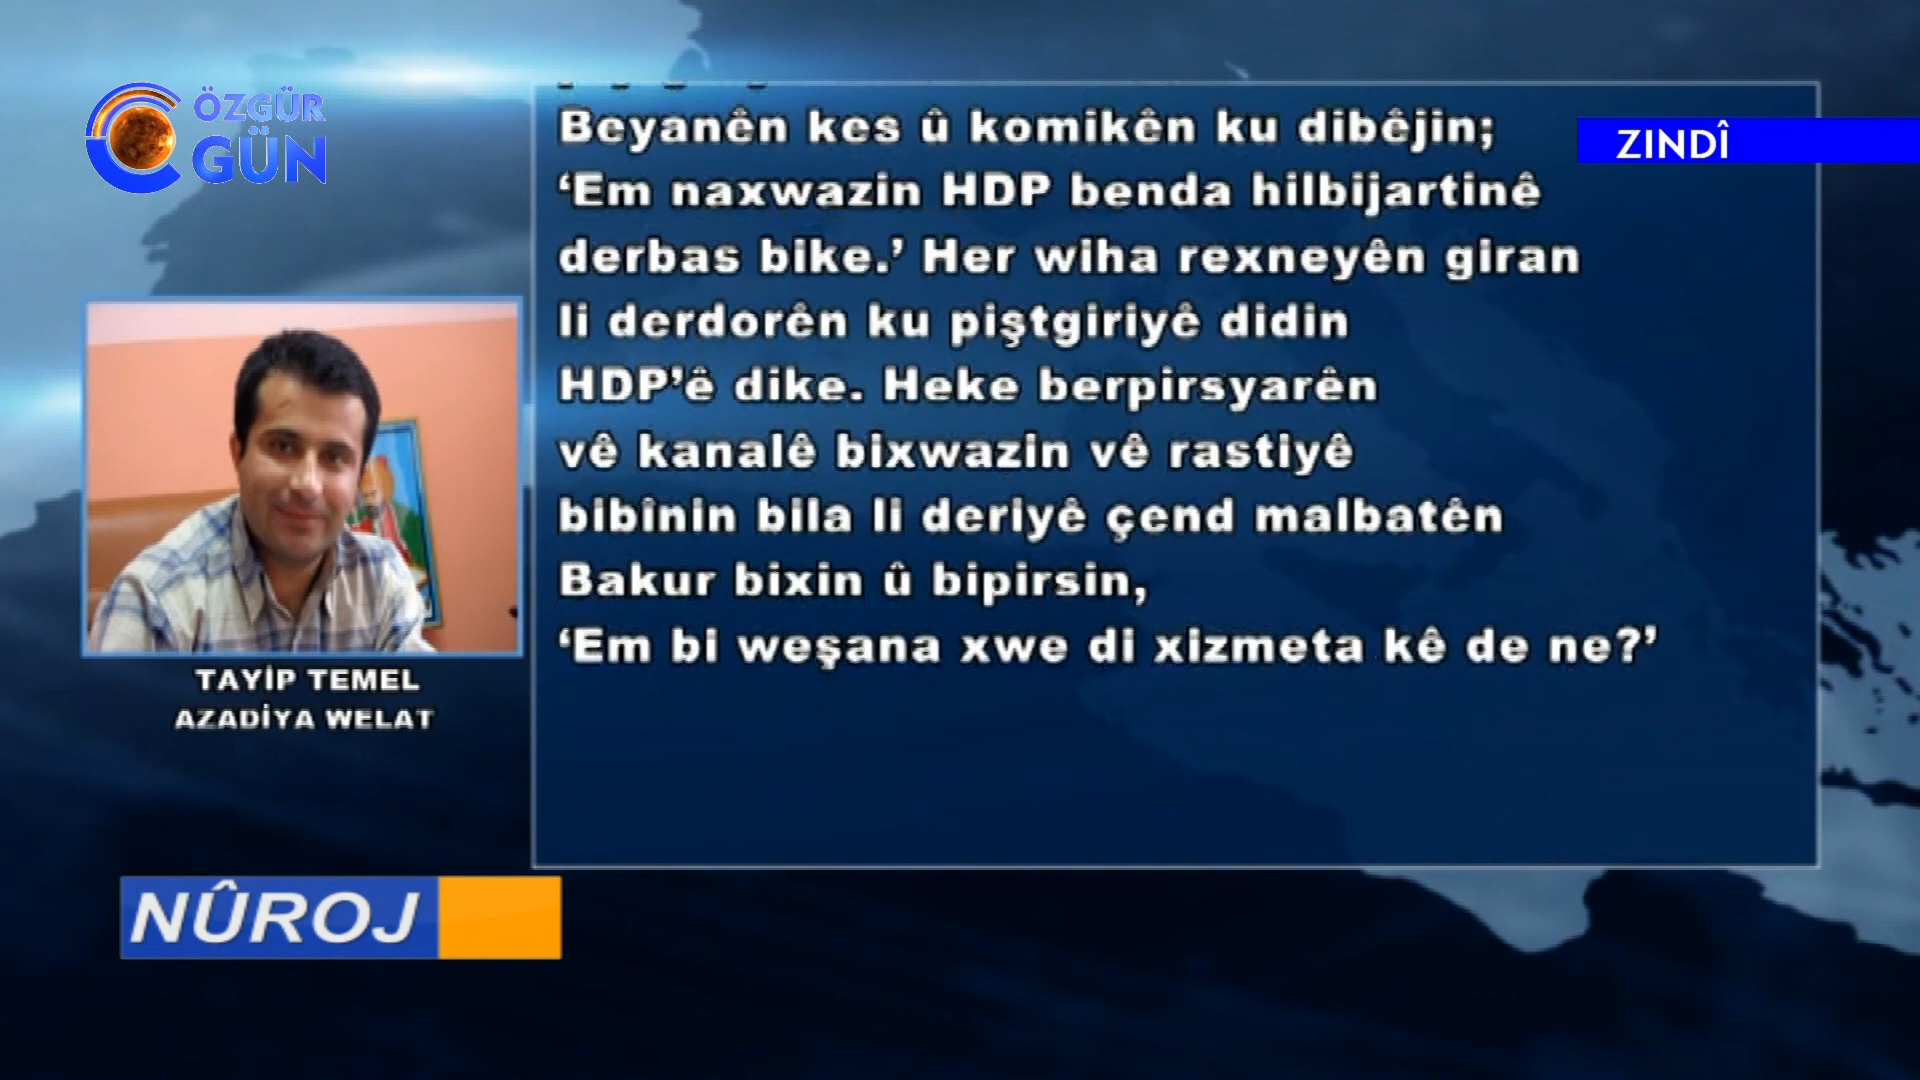 ÖZGÜR
GÜN
ZINDÎ
Beyanên kes û komikên ku dibêjin;
‘Em naxwazin HDP benda hilbijartinê
derbas bike.’ Her wiha rexneyên giran
li derdorên ku piştgiriyê didin
HDP’ê dike. Heke berpirsyarên
vê kanalê bixwazin vê rastiyê
bibînin bila li deriyê çend malbatên
Bakur bixin û bipirsin,
‘Em bi weşana xwe di xizmeta kê de ne?’
TAYİP TEMEL
AZADİYA WELAT
NÛROJ